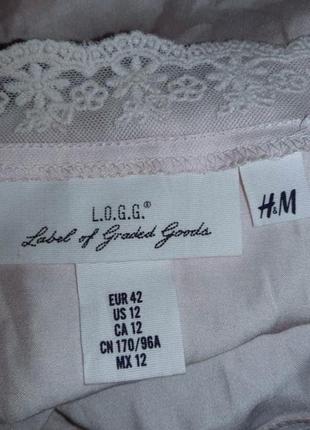 L.O.G.G.®
Label of Graded Goods
H&M
EUR 42
US 12
CA 12
CN 170/96A
MX 12